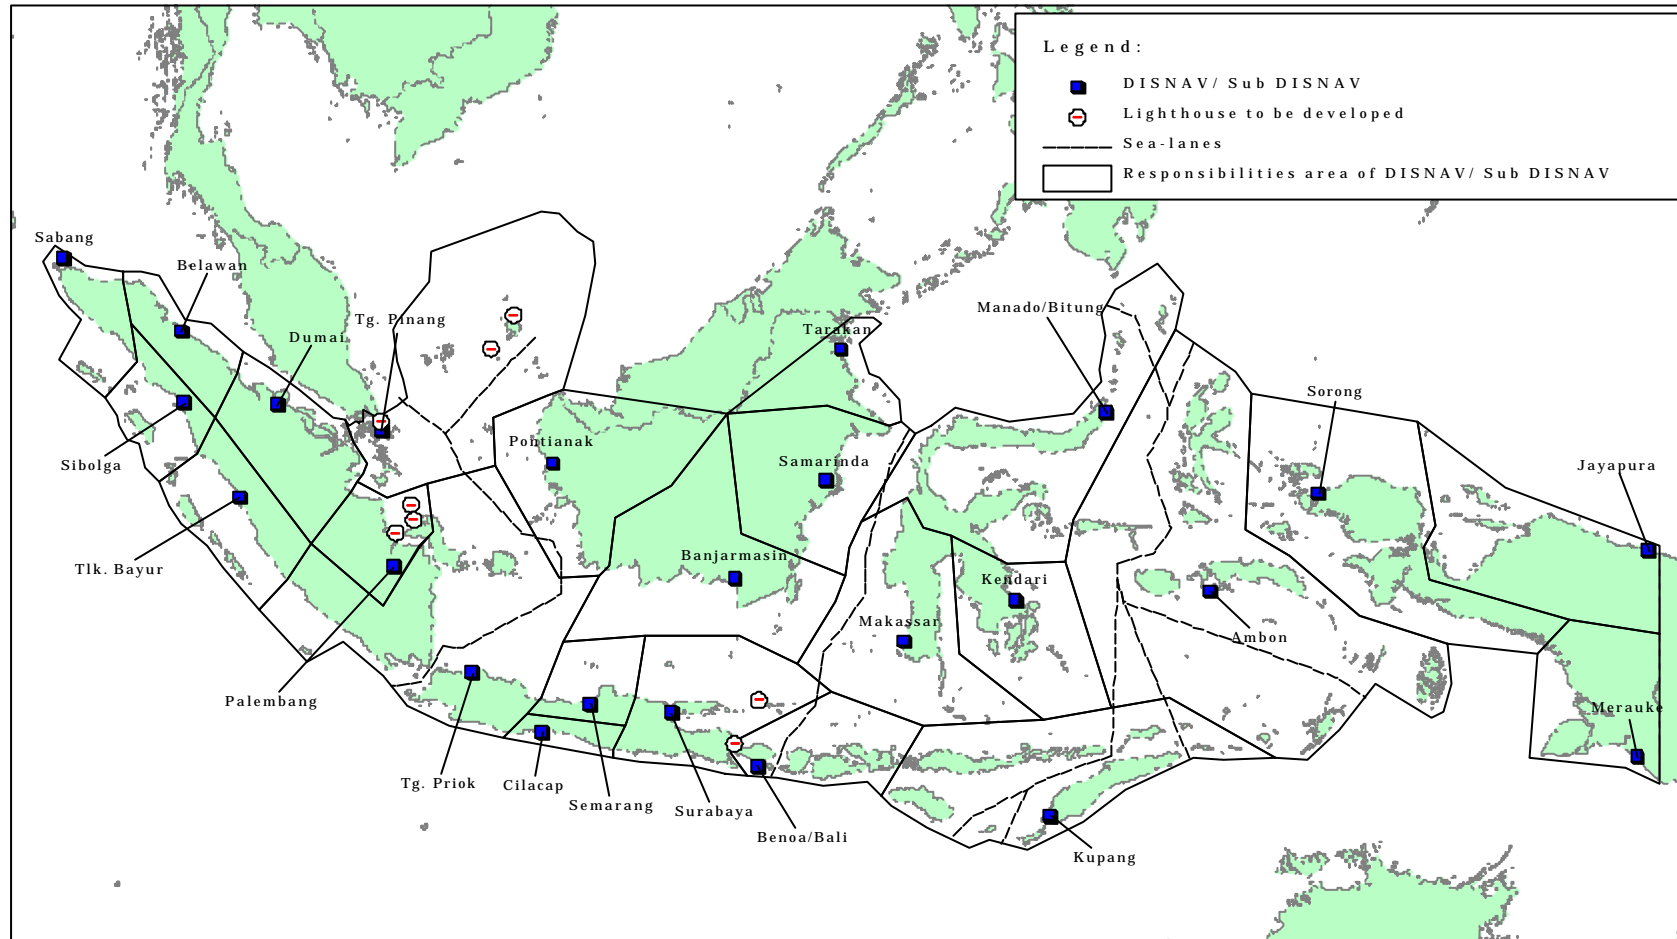 Legend:
DISNAV/ Sub DISNAV
Lighthouse to be developed
Sea-lanes
Responsibilities area of DISNAV/ Sub DISNAV
Sabang
Belawan
Tg. Pinang
Dumai
Manado/Bitung
Tarakan
Sorong
Pontianak
Samarinda
Sibolga
Jayapura
Tlk. Bayur
Banjarmasin
Kendari
Makassar
Ambon
Palembang
Merauke
Tg. Priok
Cilacap
Semarang
Surabaya
Benoa/Bali
Kupang